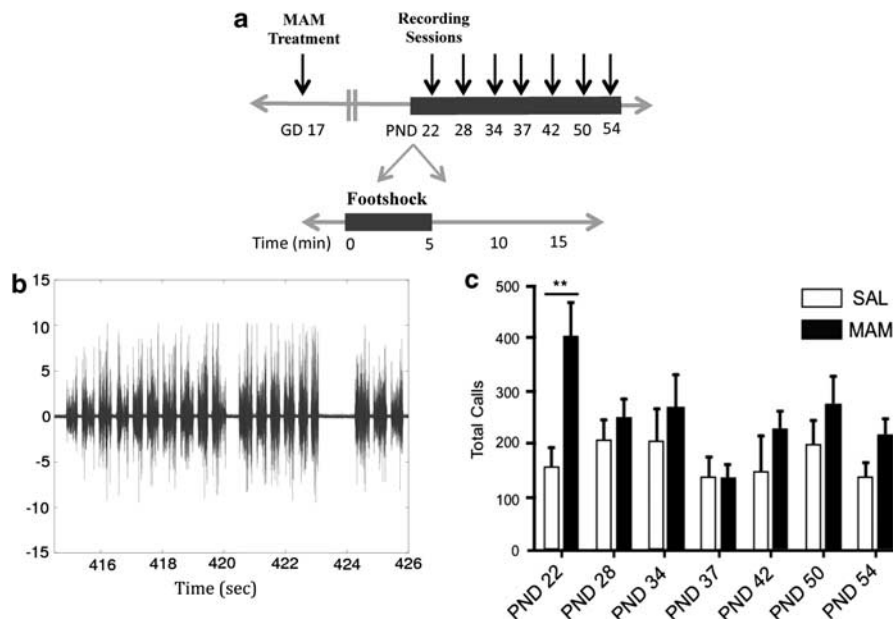 a
MAM Treatment
Recording Sessions
GD 17
PND 22 28 34 37 42 50 54
Footshock
Time (min) 0 5 10 15
b
15
10
5
0
-5
-10
-15
416 418 420 422 424 426
Time (sec)
c
500
400
300
200
100
0
Total Calls
**
SAL
MAM
PND 22
PND 28
PND 34
PND 37
PND 42
PND 50
PND 54